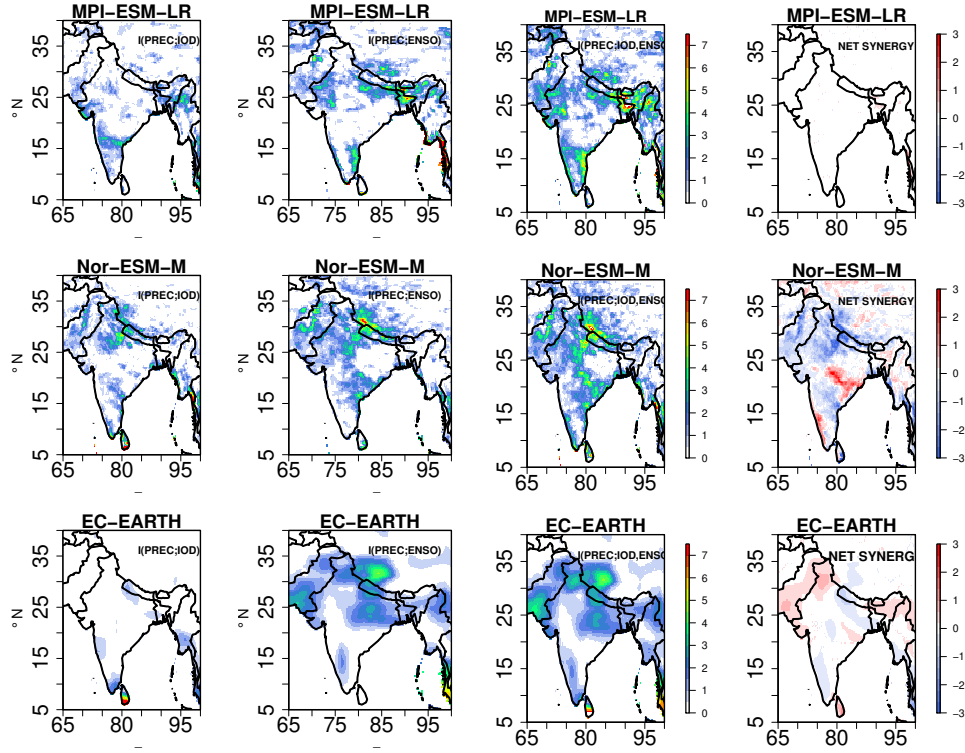 MPI−ESM−LR
MPI−ESM−LR
MPI−ESM−LR
MPI−ESM−LR
I(PREC;IOD)
I(PREC;ENSO)
I(PREC;IOD,ENSO
NET SYNERGY
° N
5 15 25 35
5 15 25 35
5 15 25 35
5 15 25 35
0 1 2 3 4 5 6 7
−3 −2 −1 0 1 2 3
65 80 95
65 75 85 95
65 80 95
65 80 95
Nor−ESM−M
Nor−ESM−M
Nor−ESM−M
Nor−ESM−M
I(PREC;IOD)
I(PREC;ENSO)
I(PREC;IOD,ENSO
NET SYNERGY
° N
5 15 25 35
5 15 25 35
5 15 25 35
5 15 25 35
0 1 2 3 4 5 6 7
−3 −2 −1 0 1 2 3
65 80 95
65 75 85 95
65 80 95
65 80 95
EC−EARTH
EC−EARTH
EC−EARTH
EC−EARTH
I(PREC;IOD)
I(PREC;ENSO)
I(PREC;IOD,ENSO
NET SYNERG
° N
5 15 25 35
5 15 25 35
5 15 25 35
5 15 25 35
0 1 2 3 4 5 6 7
−3 −2 −1 0 1 2 3
65 80 95
65 75 85 95
65 80 95
65 80 95